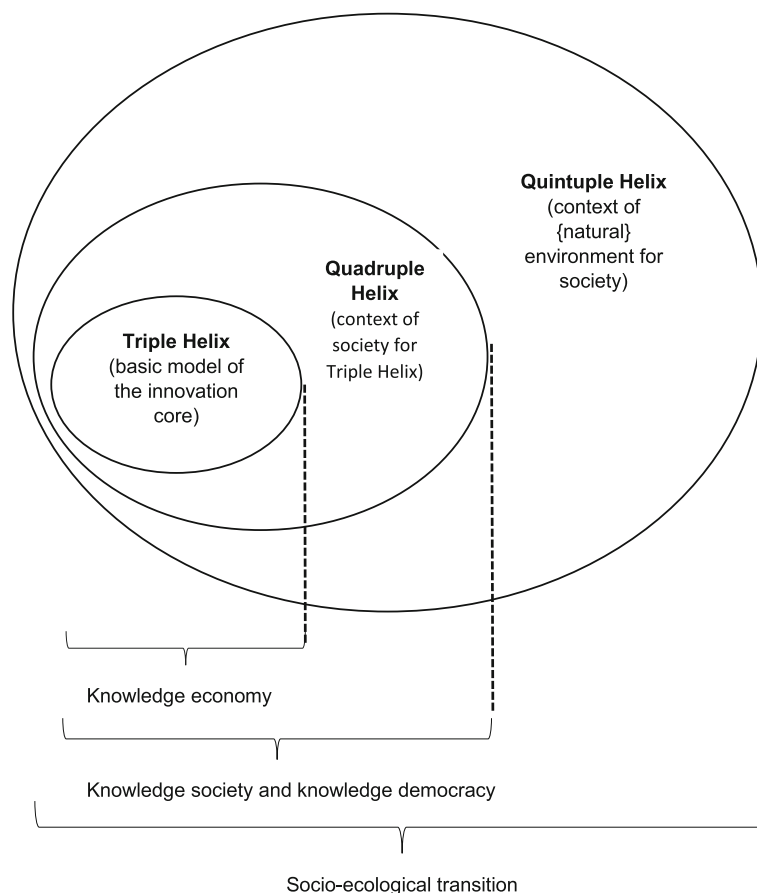 Quintuple Helix
(context of
{natural}
environment for
society)
Quadruple
Helix
(context of
society for
Triple Helix)
Triple Helix
(basic model of
the innovation
core)
Knowledge economy
Knowledge society and knowledge democracy
Socio-ecological transition